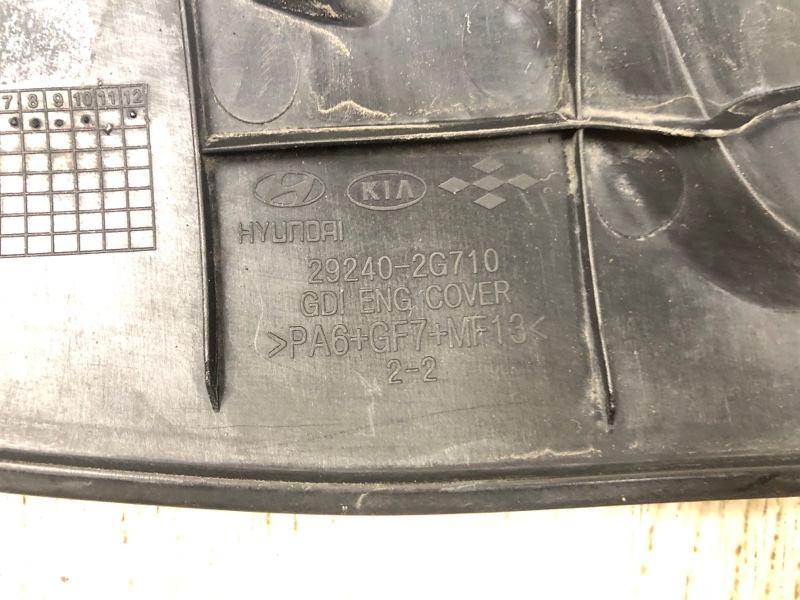 7 8 9 10 11 12
KIA
HYUNDAI
29240-2G710
GDI ENG COVER
>PA6+GF7+MF13<
2-2